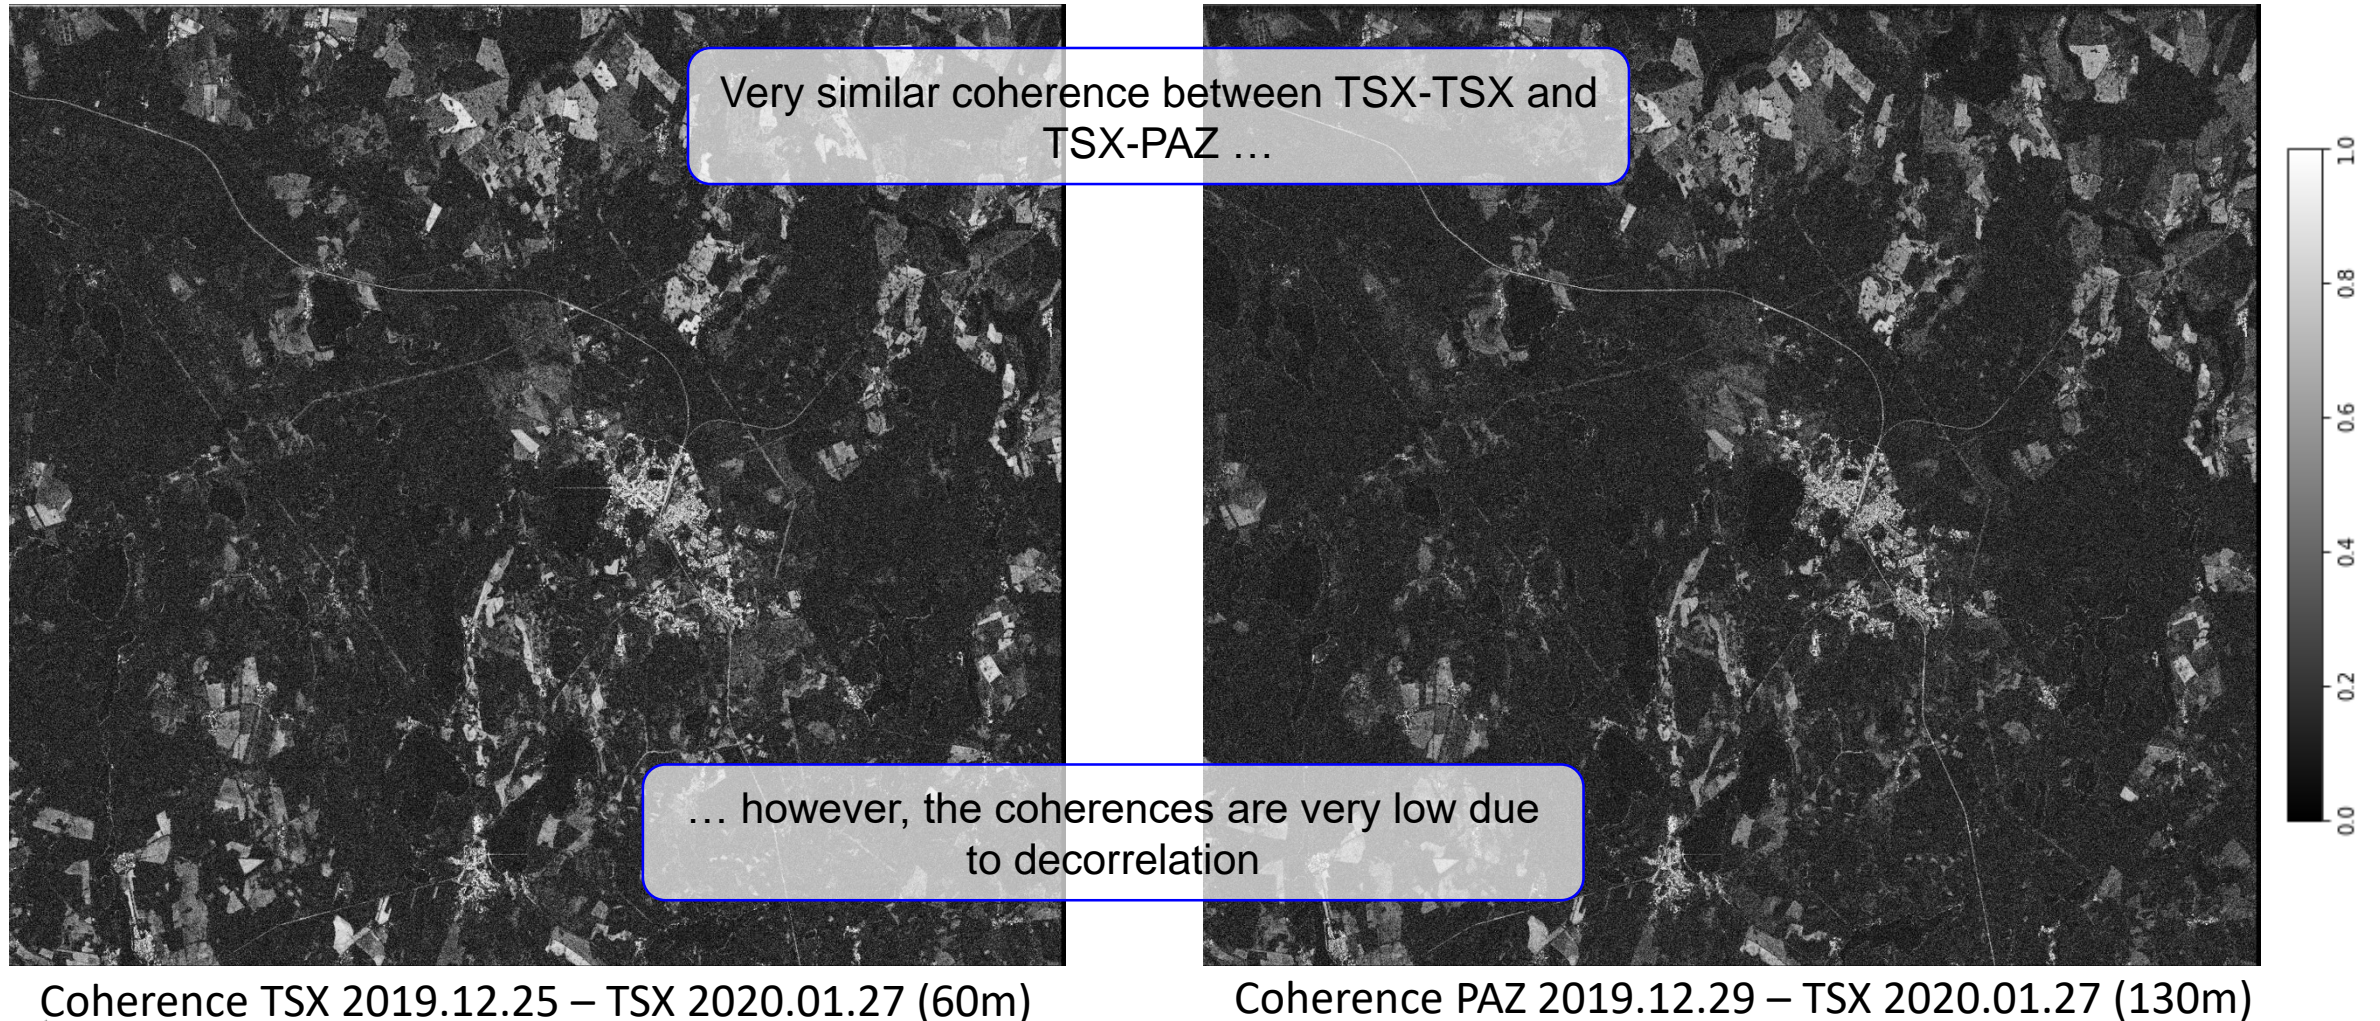 Very similar coherence between TSX-TSX and
TSX-PAZ …
… however, the coherences are very low due
to decorrelation
1.0
0.8
0.6
0.4
0.2
0.0
Coherence TSX 2019.12.25 – TSX 2020.01.27 (60m)
Coherence PAZ 2019.12.29 – TSX 2020.01.27 (130m)